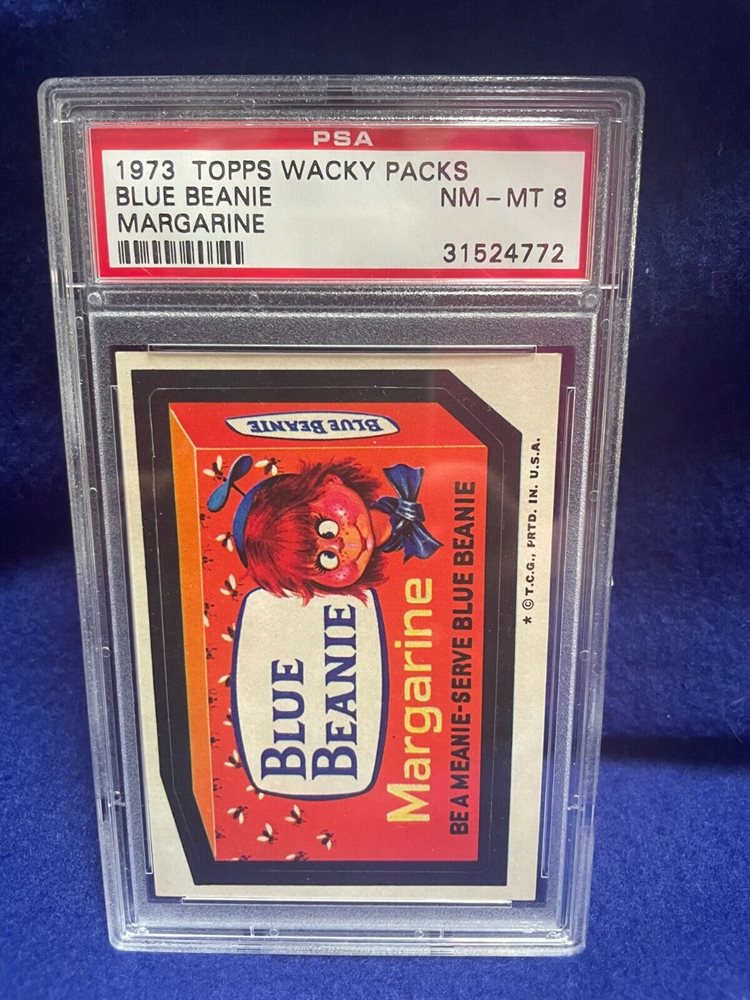 PSA
1973 TOPPS WACKY PACKS
BLUE BEANIE NM-MT 8
MARGARINE
31524772
BLUE BEANIE
BLUE
BEANIE
Margarine
BE A MEANIE-SERVE BLUE BEANIE
* © T.C.G., PRTD. IN. U.S.A.